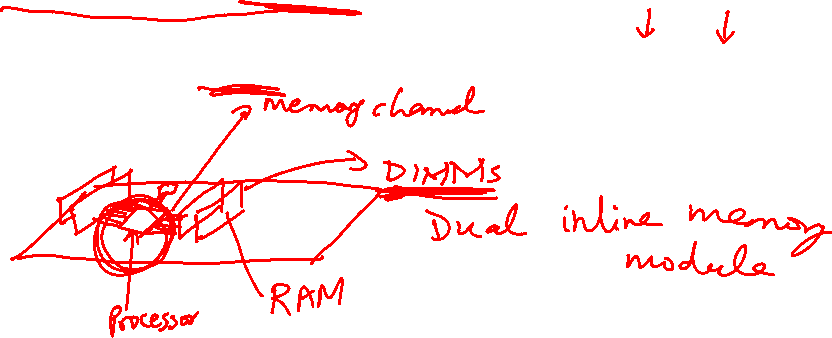 memory channel
DIMMs
Dual inline memory
module
RAM
Processor